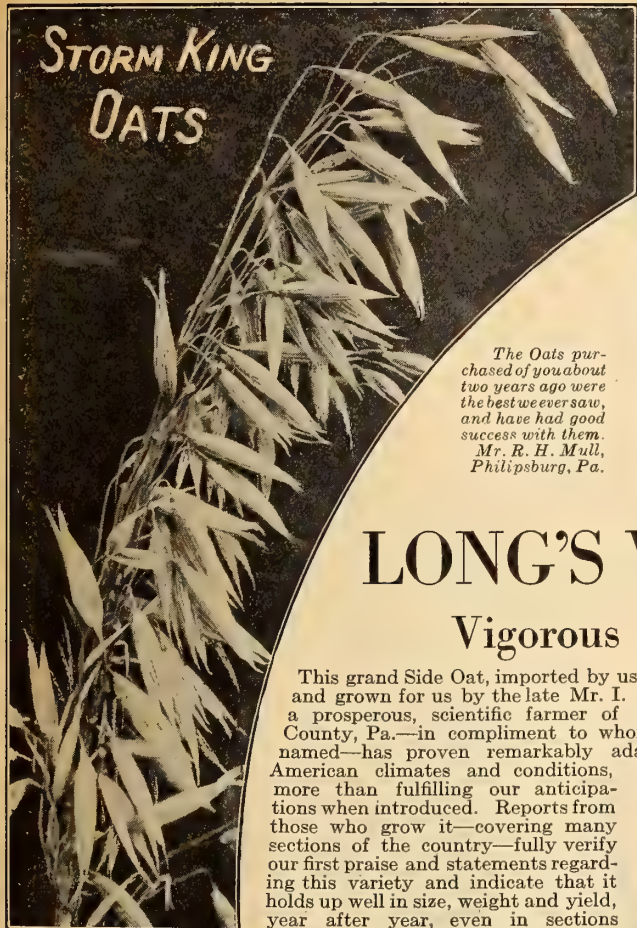 STORM KING
OATS
The Oats pur-
chased of you about
two years ago were
the best we ever saw,
and have had good
success with them.
Mr. R. H. Mull,
Philipsburg, Pa.
LONG'S
Vigorous
This grand Side Oat, imported by us
and grown for us by the late Mr. I.
a prosperous, scientific farmer of
County, Pa.—in compliment to who
named—has proven remarkably ada
American climates and conditions,
more than fulfilling our anticipa-
tions when introduced. Reports from
those who grow it—covering many
sections of the country—fully verify
our first praise and statements regard-
ing this variety and indicate that it
holds up well in size, weight and yield,
year after year, even in sections